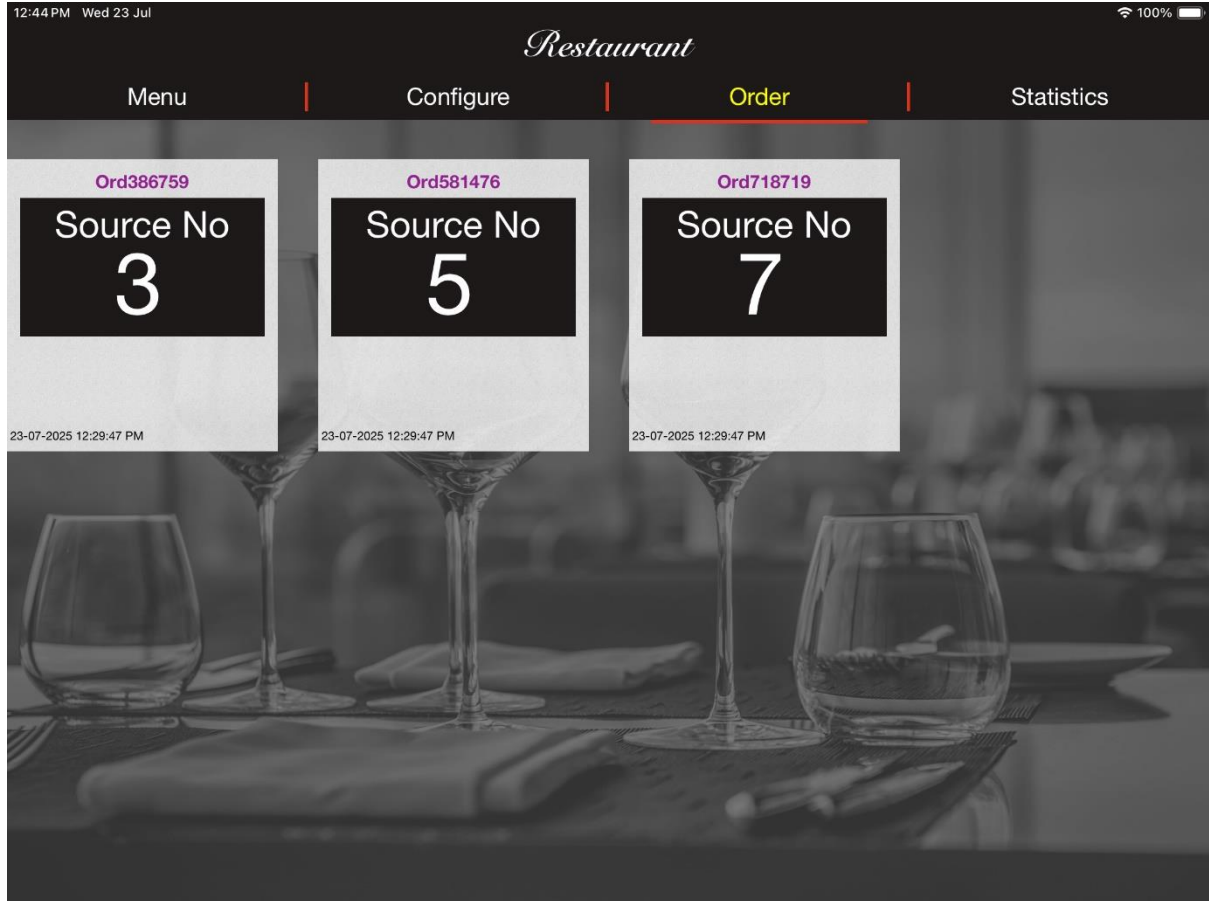 12:44 PM Wed 23 Jul
100%
Restaurant
Menu
Configure
Order
Statistics
Ord386759
Source No
3
23-07-2025 12:29:47 PM
Ord581476
Source No
5
23-07-2025 12:29:47 PM
Ord718719
Source No
7
23-07-2025 12:29:47 PM